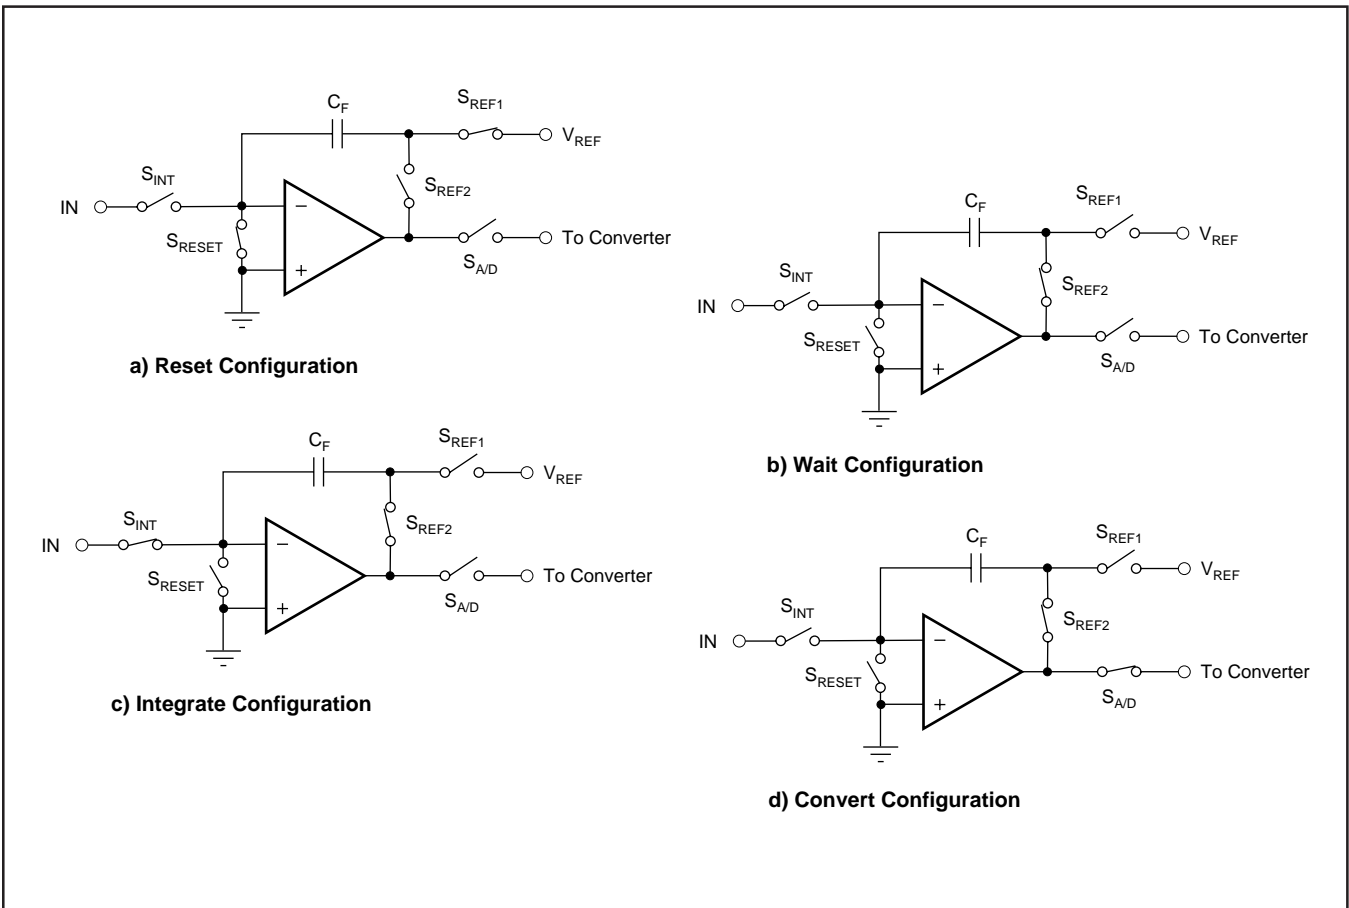 C_F
S_REF1
V_REF
S_INT
IN
S_REF2
S_RESET
−
+
To Converter
S_A/D
a) Reset Configuration
C_F
S_REF1
V_REF
S_INT
IN
S_REF2
S_RESET
−
+
To Converter
S_A/D
b) Wait Configuration
C_F
S_REF1
V_REF
S_INT
IN
S_REF2
S_RESET
−
+
To Converter
S_A/D
c) Integrate Configuration
C_F
S_REF1
V_REF
S_INT
IN
S_REF2
S_RESET
−
+
To Converter
S_A/D
d) Convert Configuration